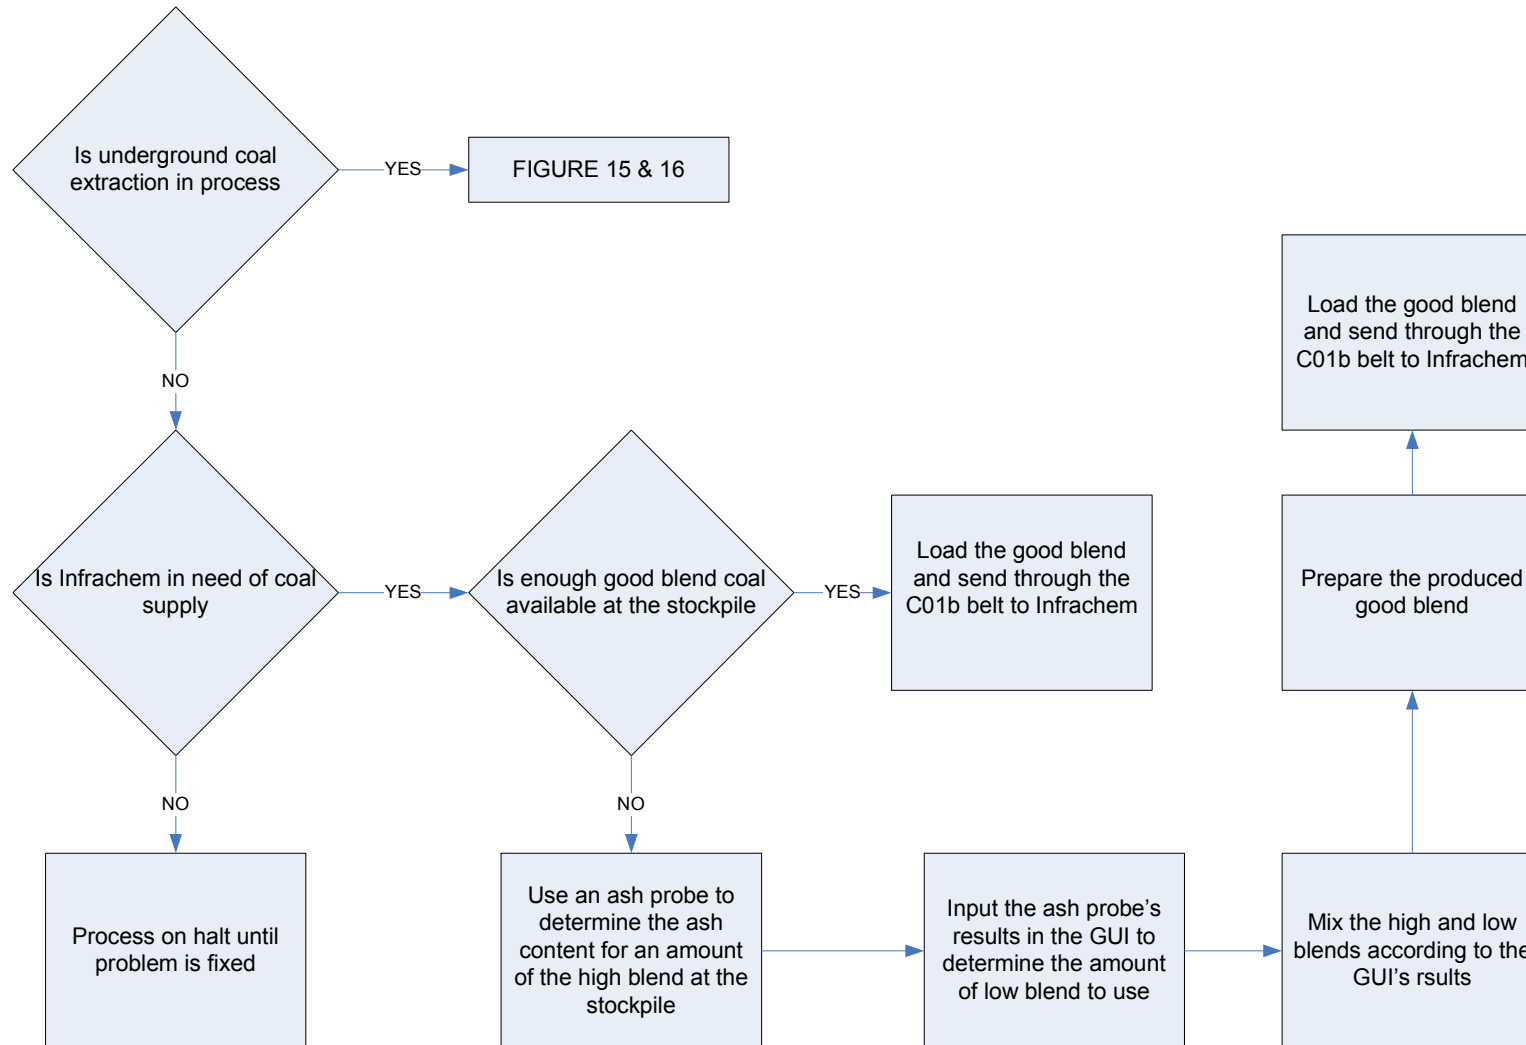 Is underground coal
extraction in process
YES
FIGURE 15 & 16
NO
Load the good blend
and send through the
C01b belt to Infrachem
Is Infrachem in need of coal
supply
YES
Is enough good blend coal
available at the stockpile
YES
Load the good blend
and send through the
C01b belt to Infrachem
Prepare the produced
good blend
NO
NO
Process on halt until
problem is fixed
Use an ash probe to
determine the ash
content for an amount
of the high blend at the
stockpile
Input the ash probe’s
results in the GUI to
determine the amount
of low blend to use
Mix the high and low
blends according to the
GUI’s rsults